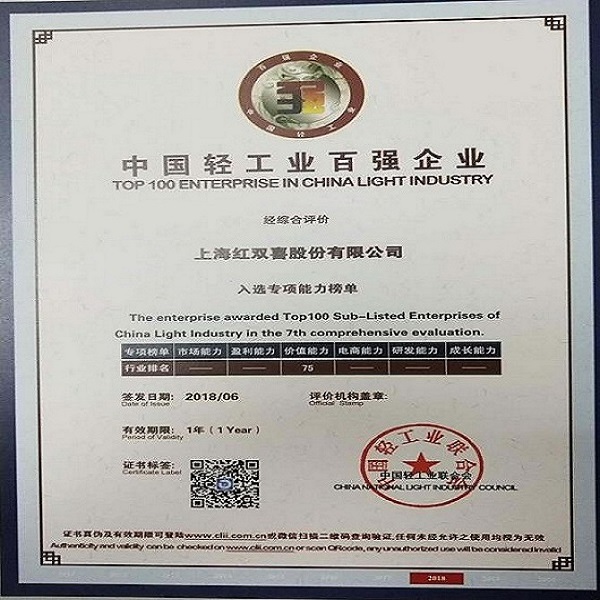 百强企业
中国轻工业
中国轻工业百强企业
TOP 100 ENTERPRISE IN CHINA LIGHT INDUSTRY
经综合评价
上海红双喜股份有限公司
入选专项能力榜单
The enterprise awarded Top100 Sub-Listed Enterprises of
China Light Industry in the 7th comprehensive evaluation.
专项榜单 市场能力 盈利能力 价值能力 电商能力 研发能力 成长能力
行业排名 —— —— 75 —— —— ——
签发日期: 2018/06 评价机构盖章:
Date of Issue Official Stamp
有效期限: 1年 ( 1 Year )
Period of Validity
证书标签:
Certificate Label
中国轻工业联合会
中国轻工业联合会
CHINA NATIONAL LIGHT INDUSTRY COUNCIL
证书真伪及有效期限可登陆www.clii.com.cn或微信扫描二维码查询验证,任何未经允许之使用均视为无效
Authenticity and validity can be checked on www.clii.com.cn or scan QRcode, any unauthorized use will be considered invalid
2018